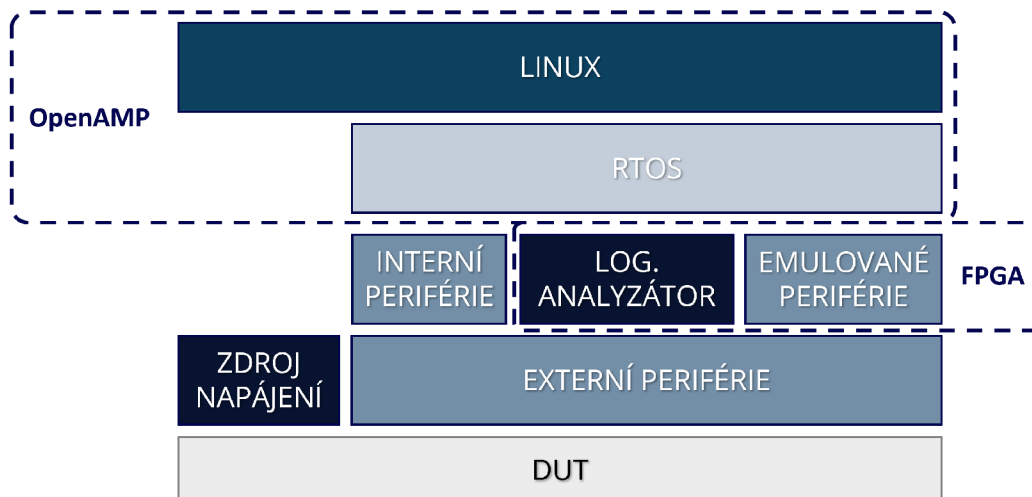 LINUX
OpenAMP
RTOS
INTERNÍ
PERIFÉRIE
LOG.
ANALYZÁTOR
EMULOVANÉ
PERIFÉRIE
FPGA
ZDROJ
NAPÁJENÍ
EXTERNÍ PERIFÉRIE
DUT